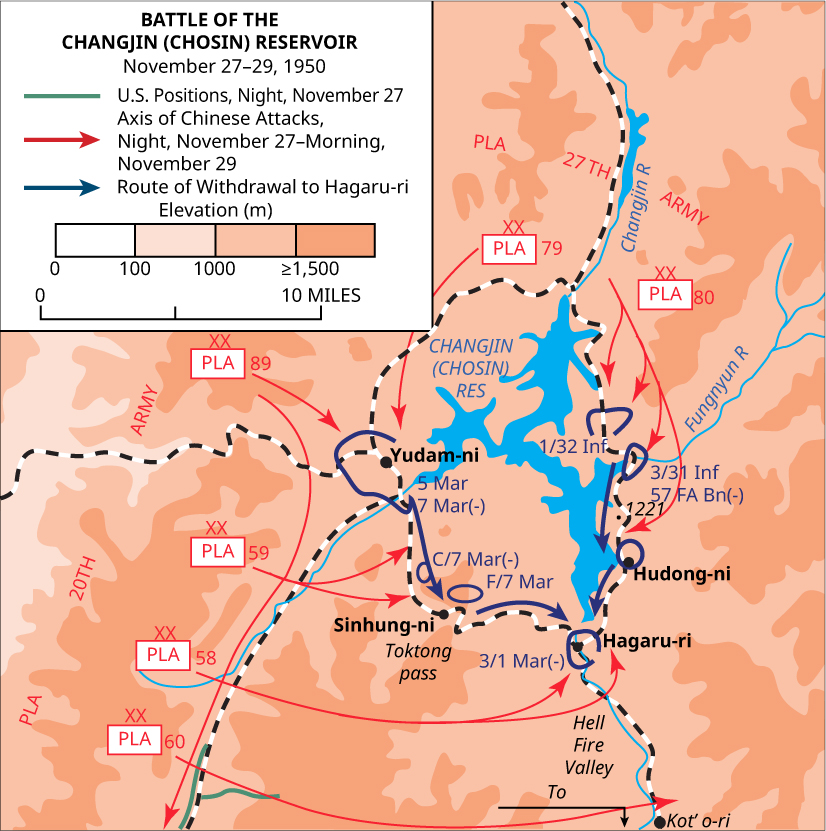 BATTLE OF THE
CHANGJIN (CHOSIN) RESERVOIR
November 27–29, 1950
U.S. Positions, Night, November 27
Axis of Chinese Attacks,
Night, November 27–Morning,
November 29
Route of Withdrawal to Hagaru-ri
Elevation (m)
0 100 1000 ≥1,500
0 10 MILES
PLA
27TH
ARMY
Changjin R
XX
PLA 79
XX
PLA 80
CHANGJIN
(CHOSIN)
RES
XX
PLA 89
ARMY
Fungnyun R
1/32 Inf
Yudam-ni
5 Mar
7 Mar(-)
3/31 Inf
57 FA Bn(-)
1221
XX
PLA 59
20TH
C/7 Mar(-)
F/7 Mar
Hudong-ni
Sinhung-ni
Toktong
pass
Hagaru-ri
3/1 Mar(-)
XX
PLA 58
PLA
XX
PLA 60
Hell
Fire
Valley
To
Kot’ o-ri